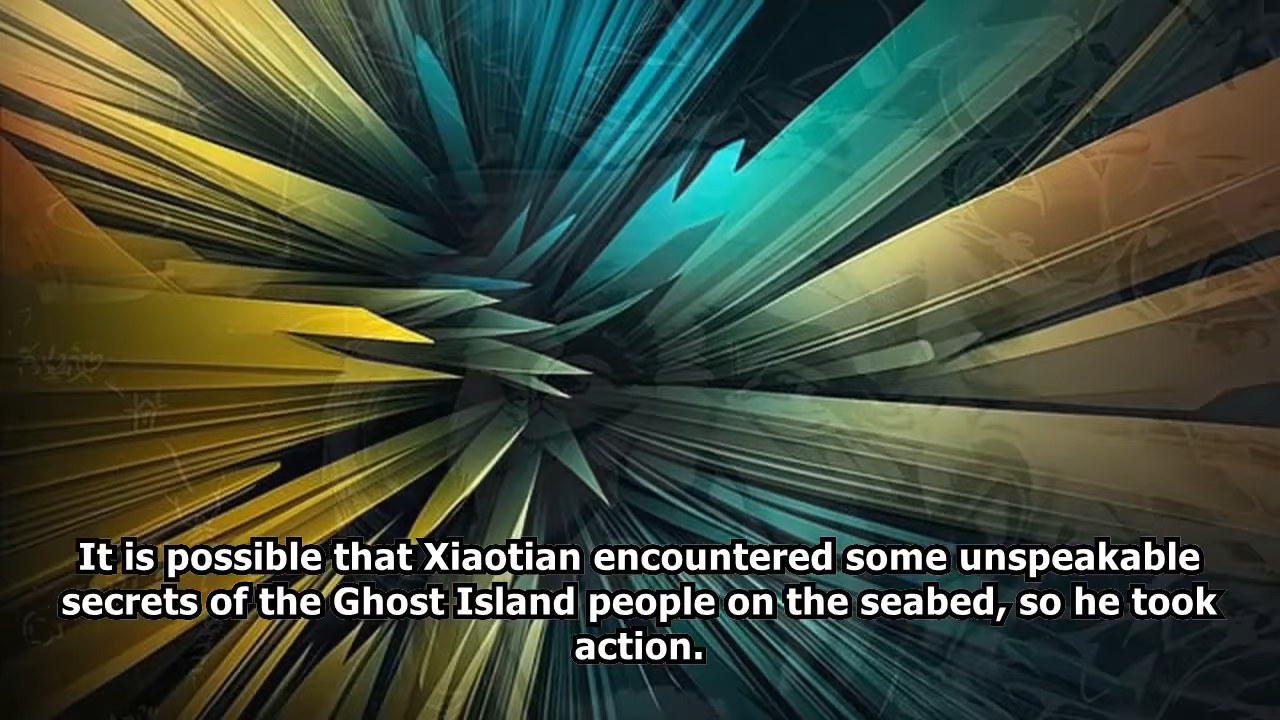 It is possible that Xiaotian encountered some unspeakable
secrets of the Ghost Island people on the seabed, so he took
action.